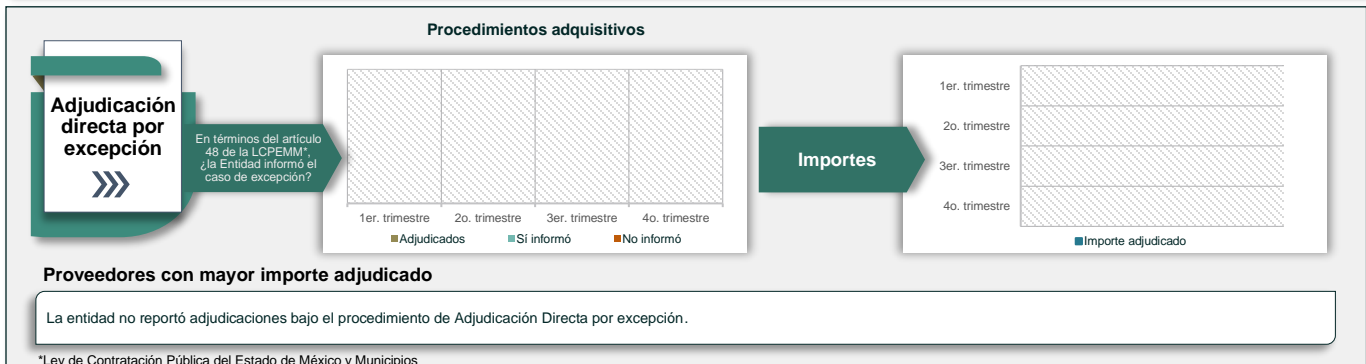 Procedimientos adquisitivos
Adjudicación
directa por
excepción
En términos del artículo
48 de la LCPEMM*,
¿la Entidad informó el
caso de excepción?
1er. trimestre
2o. trimestre
3er. trimestre
4o. trimestre
Adjudicados
Sí informó
No informó
Importes
1er. trimestre
2o. trimestre
3er. trimestre
4o. trimestre
Importe adjudicado
Proveedores con mayor importe adjudicado
La entidad no reportó adjudicaciones bajo el procedimiento de Adjudicación Directa por excepción.
*Ley de Contratación Pública del Estado de México y Municipios